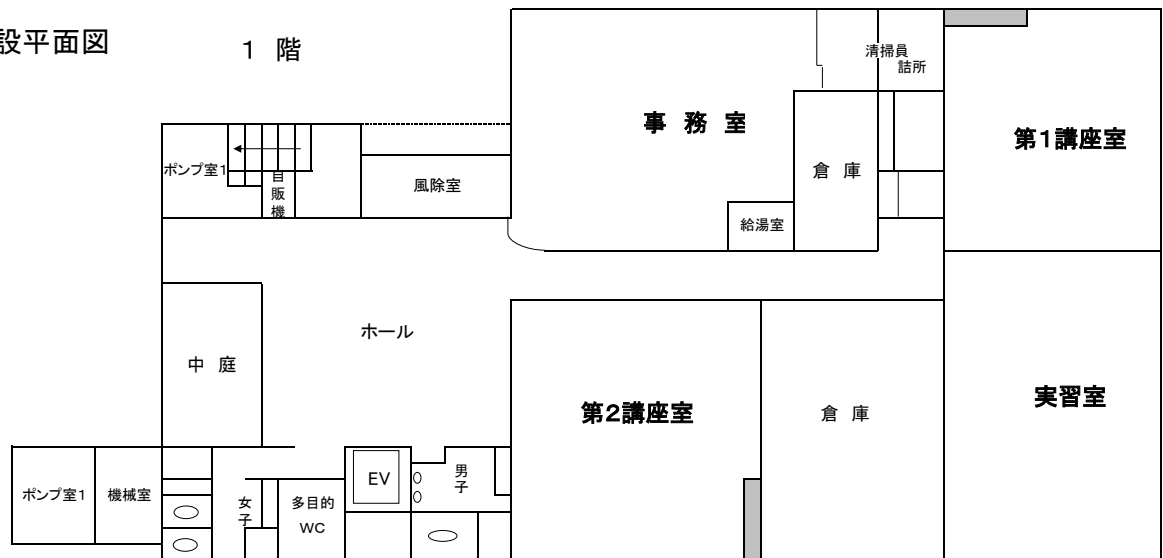 設平面図
1 階
清掃員
詰所
事 務 室
第1講座室
ポンプ室1
自
販
機
風除室
倉 庫
給湯室
ホール
中 庭
第2講座室
倉 庫
実習室
ポンプ室1
機械室
女
子
多目的
WC
EV
男
子